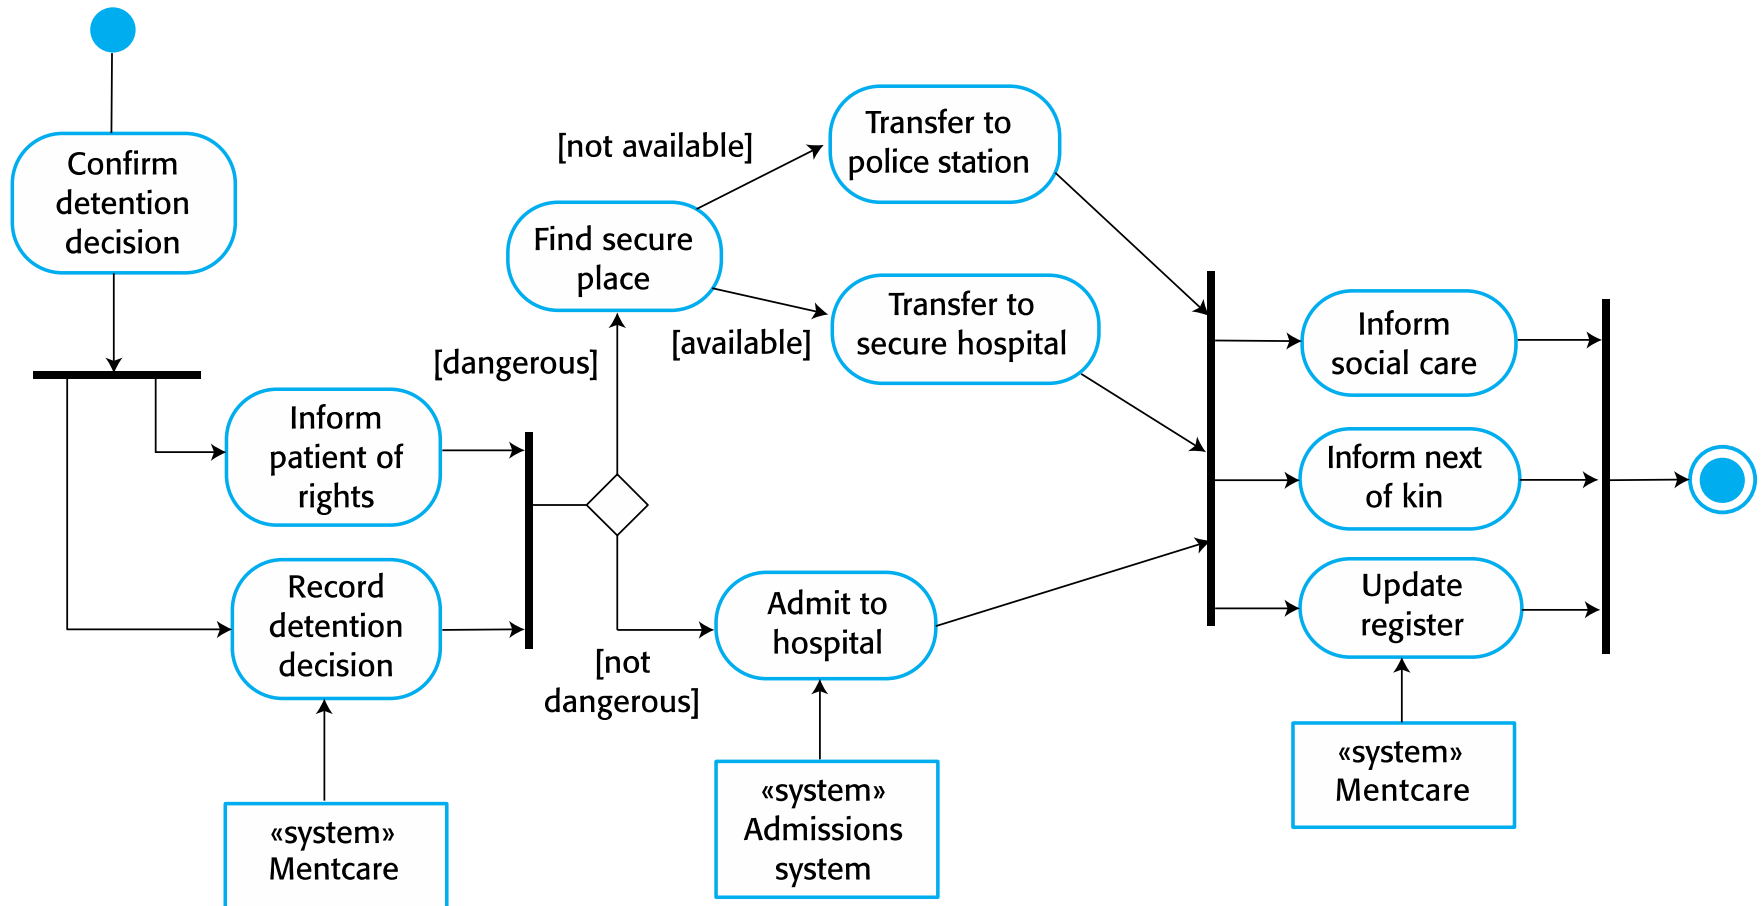 Confirm
detention
decision
Inform
patient of
rights
Record
detention
decision
«system»
Mentcare
[dangerous]
[not
dangerous]
Find secure
place
[not available]
[available]
Transfer to
police station
Transfer to
secure hospital
Admit to
hospital
«system»
Admissions
system
Inform
social care
Inform next
of kin
Update
register
«system»
Mentcare